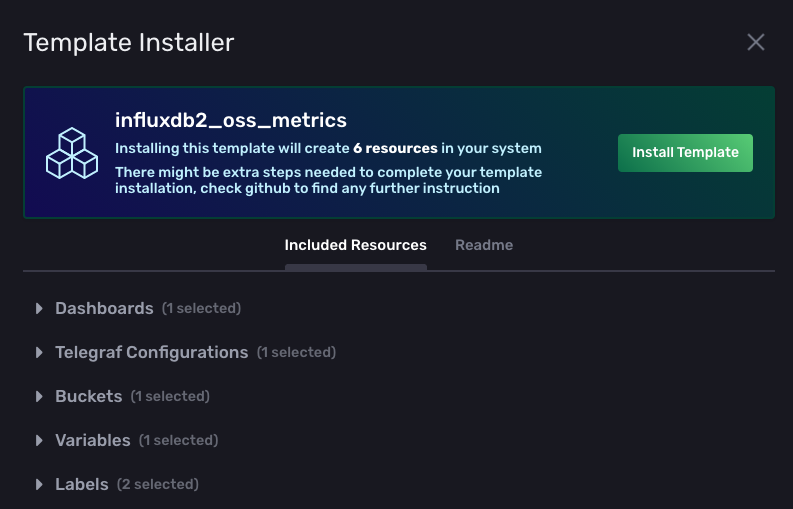 Template Installer
influxdb2_oss_metrics
Installing this template will create 6 resources in your system
There might be extra steps needed to complete your template
installation, check github to find any further instruction
Install Template
Included Resources
Readme
Dashboards (1 selected)
Telegraf Configurations (1 selected)
Buckets (1 selected)
Variables (1 selected)
Labels (2 selected)